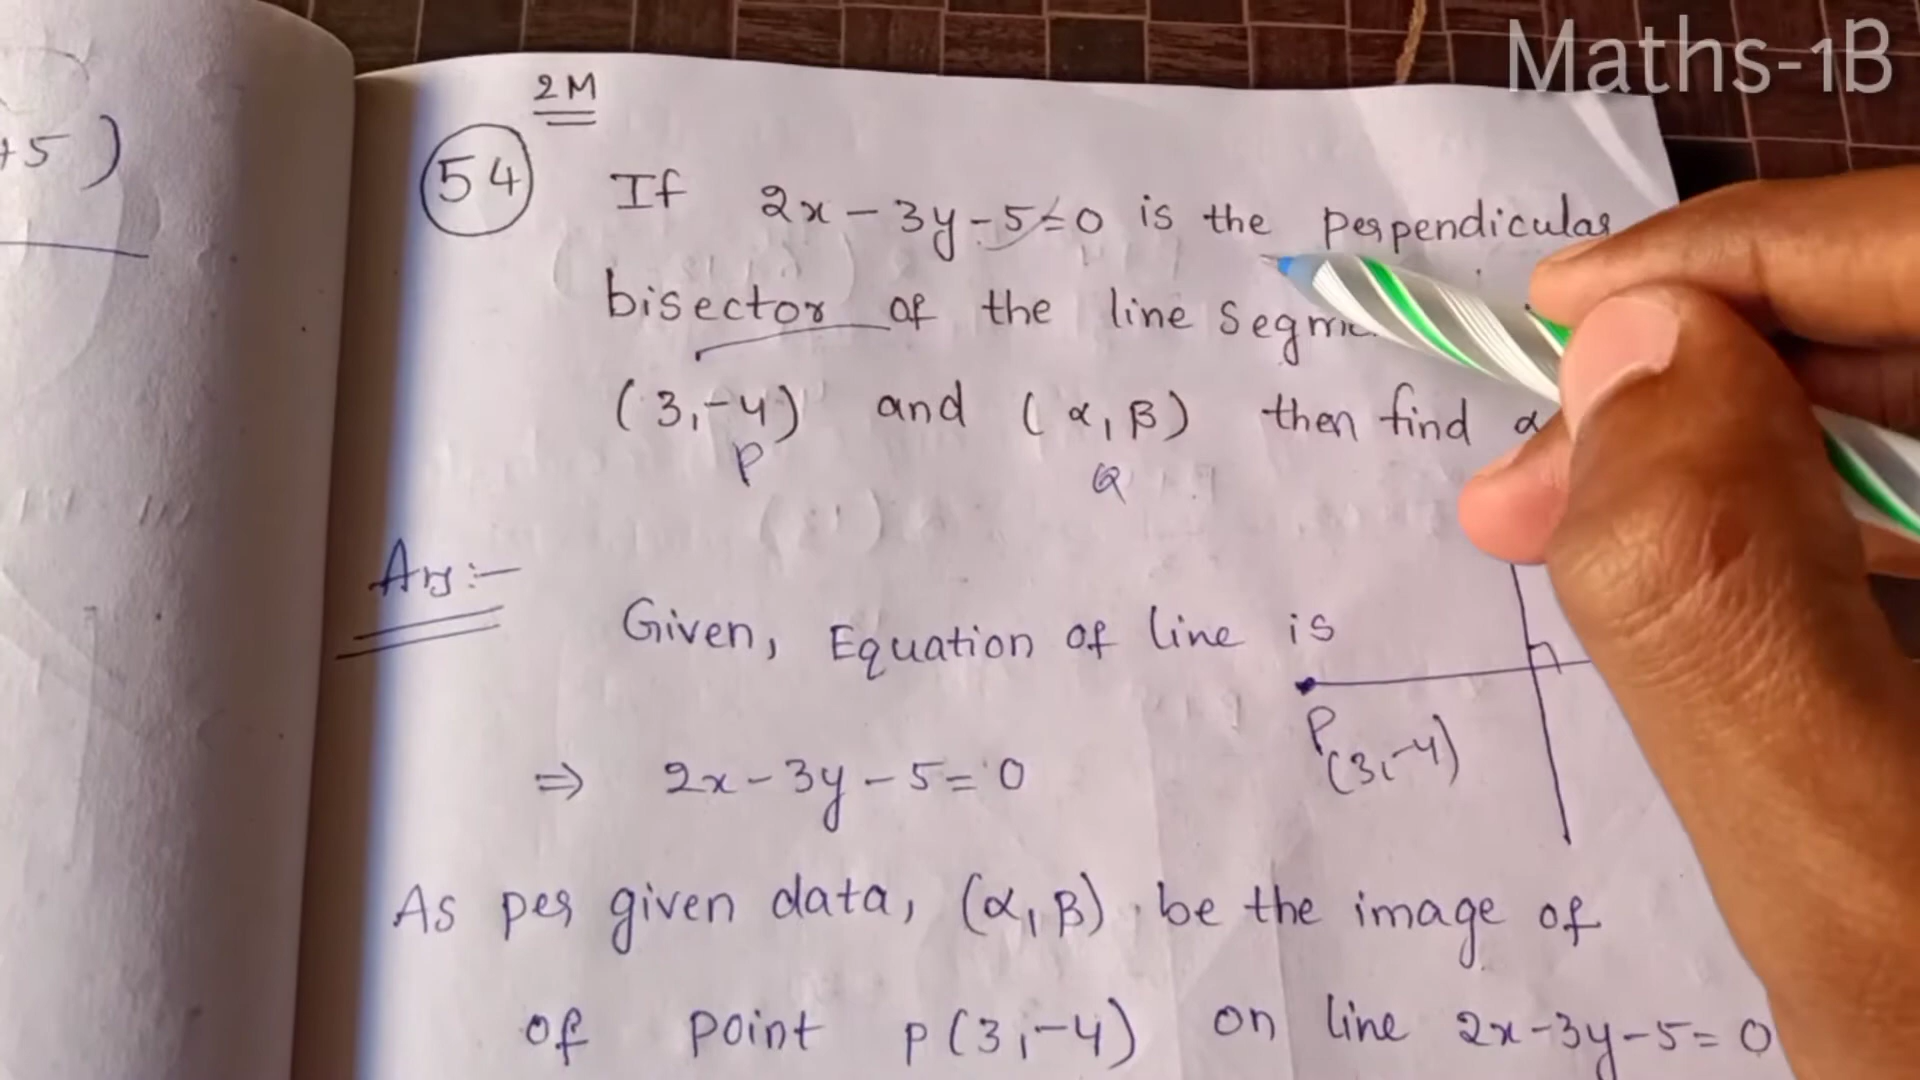 Maths-1B
2M
+5)
54 If 2x-3y-5=0 is the perpendicular
bisector of the line
(3,-4) and (α,β) then find α
P Q
Ans:-
Given, Equation of line is
P
(3,-4)
⇒ 2x-3y-5=0
As per given data, (α,β) be the image of
of point P(3,-4) on line 2x-3y-5=0